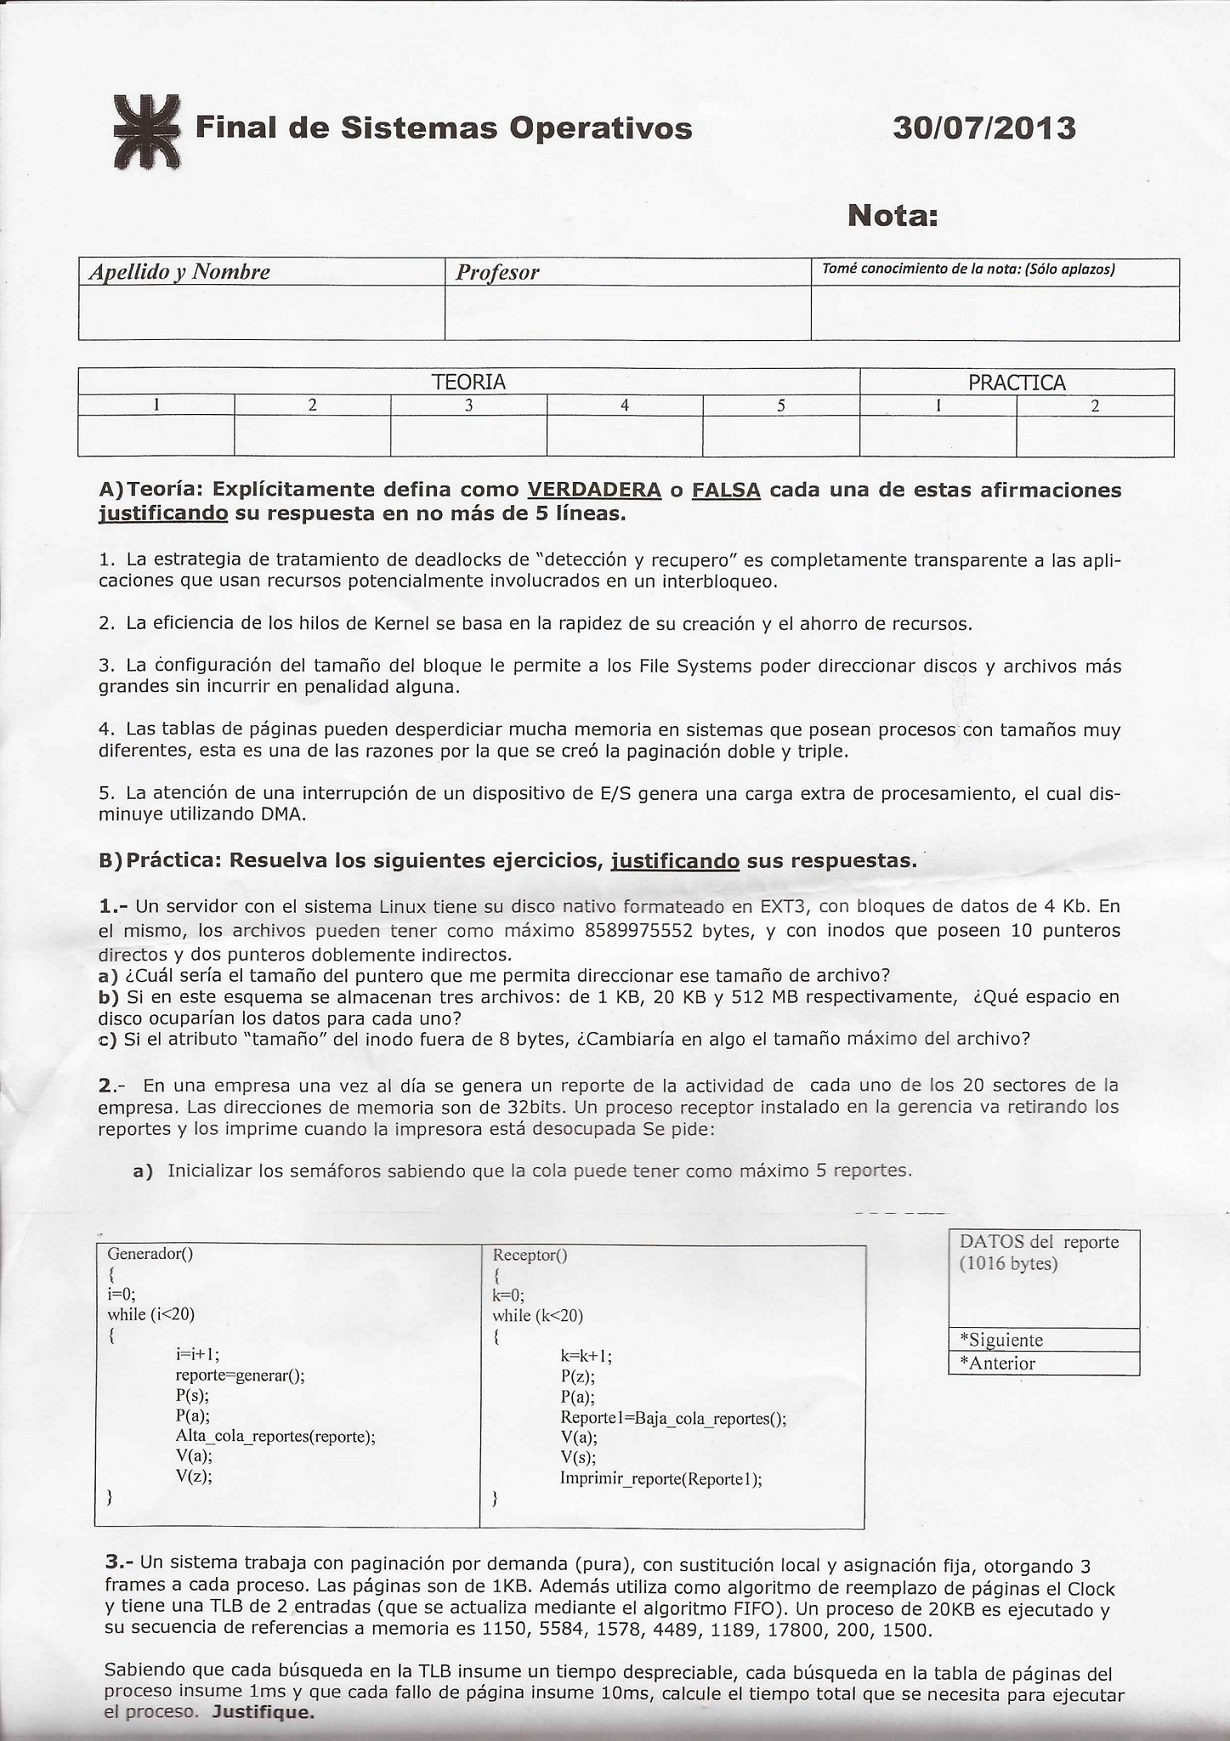 Final de Sistemas Operativos 30/07/2013
Nota:
Apellido y Nombre Profesor Tomé conocimiento de la nota: (Sólo aplazos)
TEORIA PRACTICA
1 2 3 4 5 1 2
A) Teoría: Explícitamente defina como VERDADERA o FALSA cada una de estas afirmaciones
justificando su respuesta en no más de 5 líneas.
1. La estrategia de tratamiento de deadlocks de "detección y recupero" es completamente transparente a las apli-
caciones que usan recursos potencialmente involucrados en un interbloqueo.
2. La eficiencia de los hilos de Kernel se basa en la rapidez de su creación y el ahorro de recursos.
3. La configuración del tamaño del bloque le permite a los File Systems poder direccionar discos y archivos más
grandes sin incurrir en penalidad alguna.
4. Las tablas de páginas pueden desperdiciar mucha memoria en sistemas que posean procesos con tamaños muy
diferentes, esta es una de las razones por la que se creó la paginación doble y triple.
5. La atención de una interrupción de un dispositivo de E/S genera una carga extra de procesamiento, el cual dis-
minuye utilizando DMA.
B) Práctica: Resuelva los siguientes ejercicios, justificando sus respuestas.
1.- Un servidor con el sistema Linux tiene su disco nativo formateado en EXT3, con bloques de datos de 4 Kb. En
el mismo, los archivos pueden tener como máximo 8589975552 bytes, y con inodos que poseen 10 punteros
directos y dos punteros doblemente indirectos.
a) ¿Cuál sería el tamaño del puntero que me permita direccionar ese tamaño de archivo?
b) Si en este esquema se almacenan tres archivos: de 1 KB, 20 KB y 512 MB respectivamente, ¿Qué espacio en
disco ocuparían los datos para cada uno?
c) Si el atributo "tamaño" del inodo fuera de 8 bytes, ¿Cambiaría en algo el tamaño máximo del archivo?
2.- En una empresa una vez al día se genera un reporte de la actividad de cada uno de los 20 sectores de la
empresa. Las direcciones de memoria son de 32bits. Un proceso receptor instalado en la gerencia va retirando los
reportes y los imprime cuando la impresora está desocupada Se pide:
a) Inicializar los semáforos sabiendo que la cola puede tener como máximo 5 reportes.
Generador()
{
i=0;
while (i<20)
{
i=i+1;
reporte=generar();
P(s);
P(a);
Alta_cola_reportes(reporte);
V(a);
V(z);
}
Receptor()
{
k=0;
while (k<20)
{
k=k+1;
P(z);
P(a);
Reporte1=Baja_cola_reportes();
V(a);
V(s);
Imprimir_reporte(Reporte1);
}
DATOS del reporte
(1016 bytes)
*Siguiente
*Anterior
3.- Un sistema trabaja con paginación por demanda (pura), con sustitución local y asignación fija, otorgando 3
frames a cada proceso. Las páginas son de 1KB. Además utiliza como algoritmo de reemplazo de páginas el Clock
y tiene una TLB de 2 entradas (que se actualiza mediante el algoritmo FIFO). Un proceso de 20KB es ejecutado y
su secuencia de referencias a memoria es 1150, 5584, 1578, 4489, 1189, 17800, 200, 1500.
Sabiendo que cada búsqueda en la TLB insume un tiempo despreciable, cada búsqueda en la tabla de páginas del
proceso insume 1ms y que cada fallo de página insume 10ms, calcule el tiempo total que se necesita para ejecutar
el proceso. Justifique.